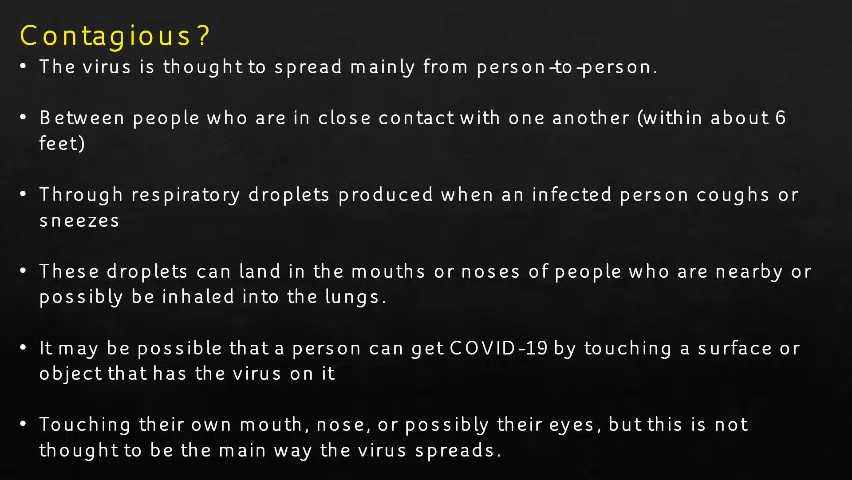 Contagious?
• The virus is thought to spread mainly from person-to-person.
• Between people who are in close contact with one another (within about 6
feet)
• Through respiratory droplets produced when an infected person coughs or
sneezes
• These droplets can land in the mouths or noses of people who are nearby or
possibly be inhaled into the lungs.
• It may be possible that a person can get COVID-19 by touching a surface or
object that has the virus on it
• Touching their own mouth, nose, or possibly their eyes, but this is not
thought to be the main way the virus spreads.